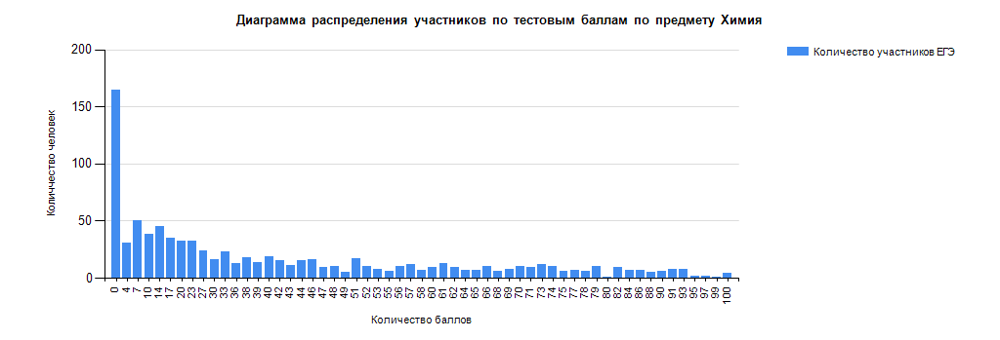 Диаграмма распределения участников по тестовым баллам по предмету Химия
200
150
100
50
0
Количчество человек
Количество участников ЕГЭ
0 4 7 10 14 17 20 23 27 30 33 36 38 39 40 42 43 44 46 47 48 49 51 52 53 55 56 57 58 60 61 62 64 65 66 68 69 70 71 73 74 75 77 78 79 80 82 84 86 88 90 91 93 95 97 99 100
Количество баллов